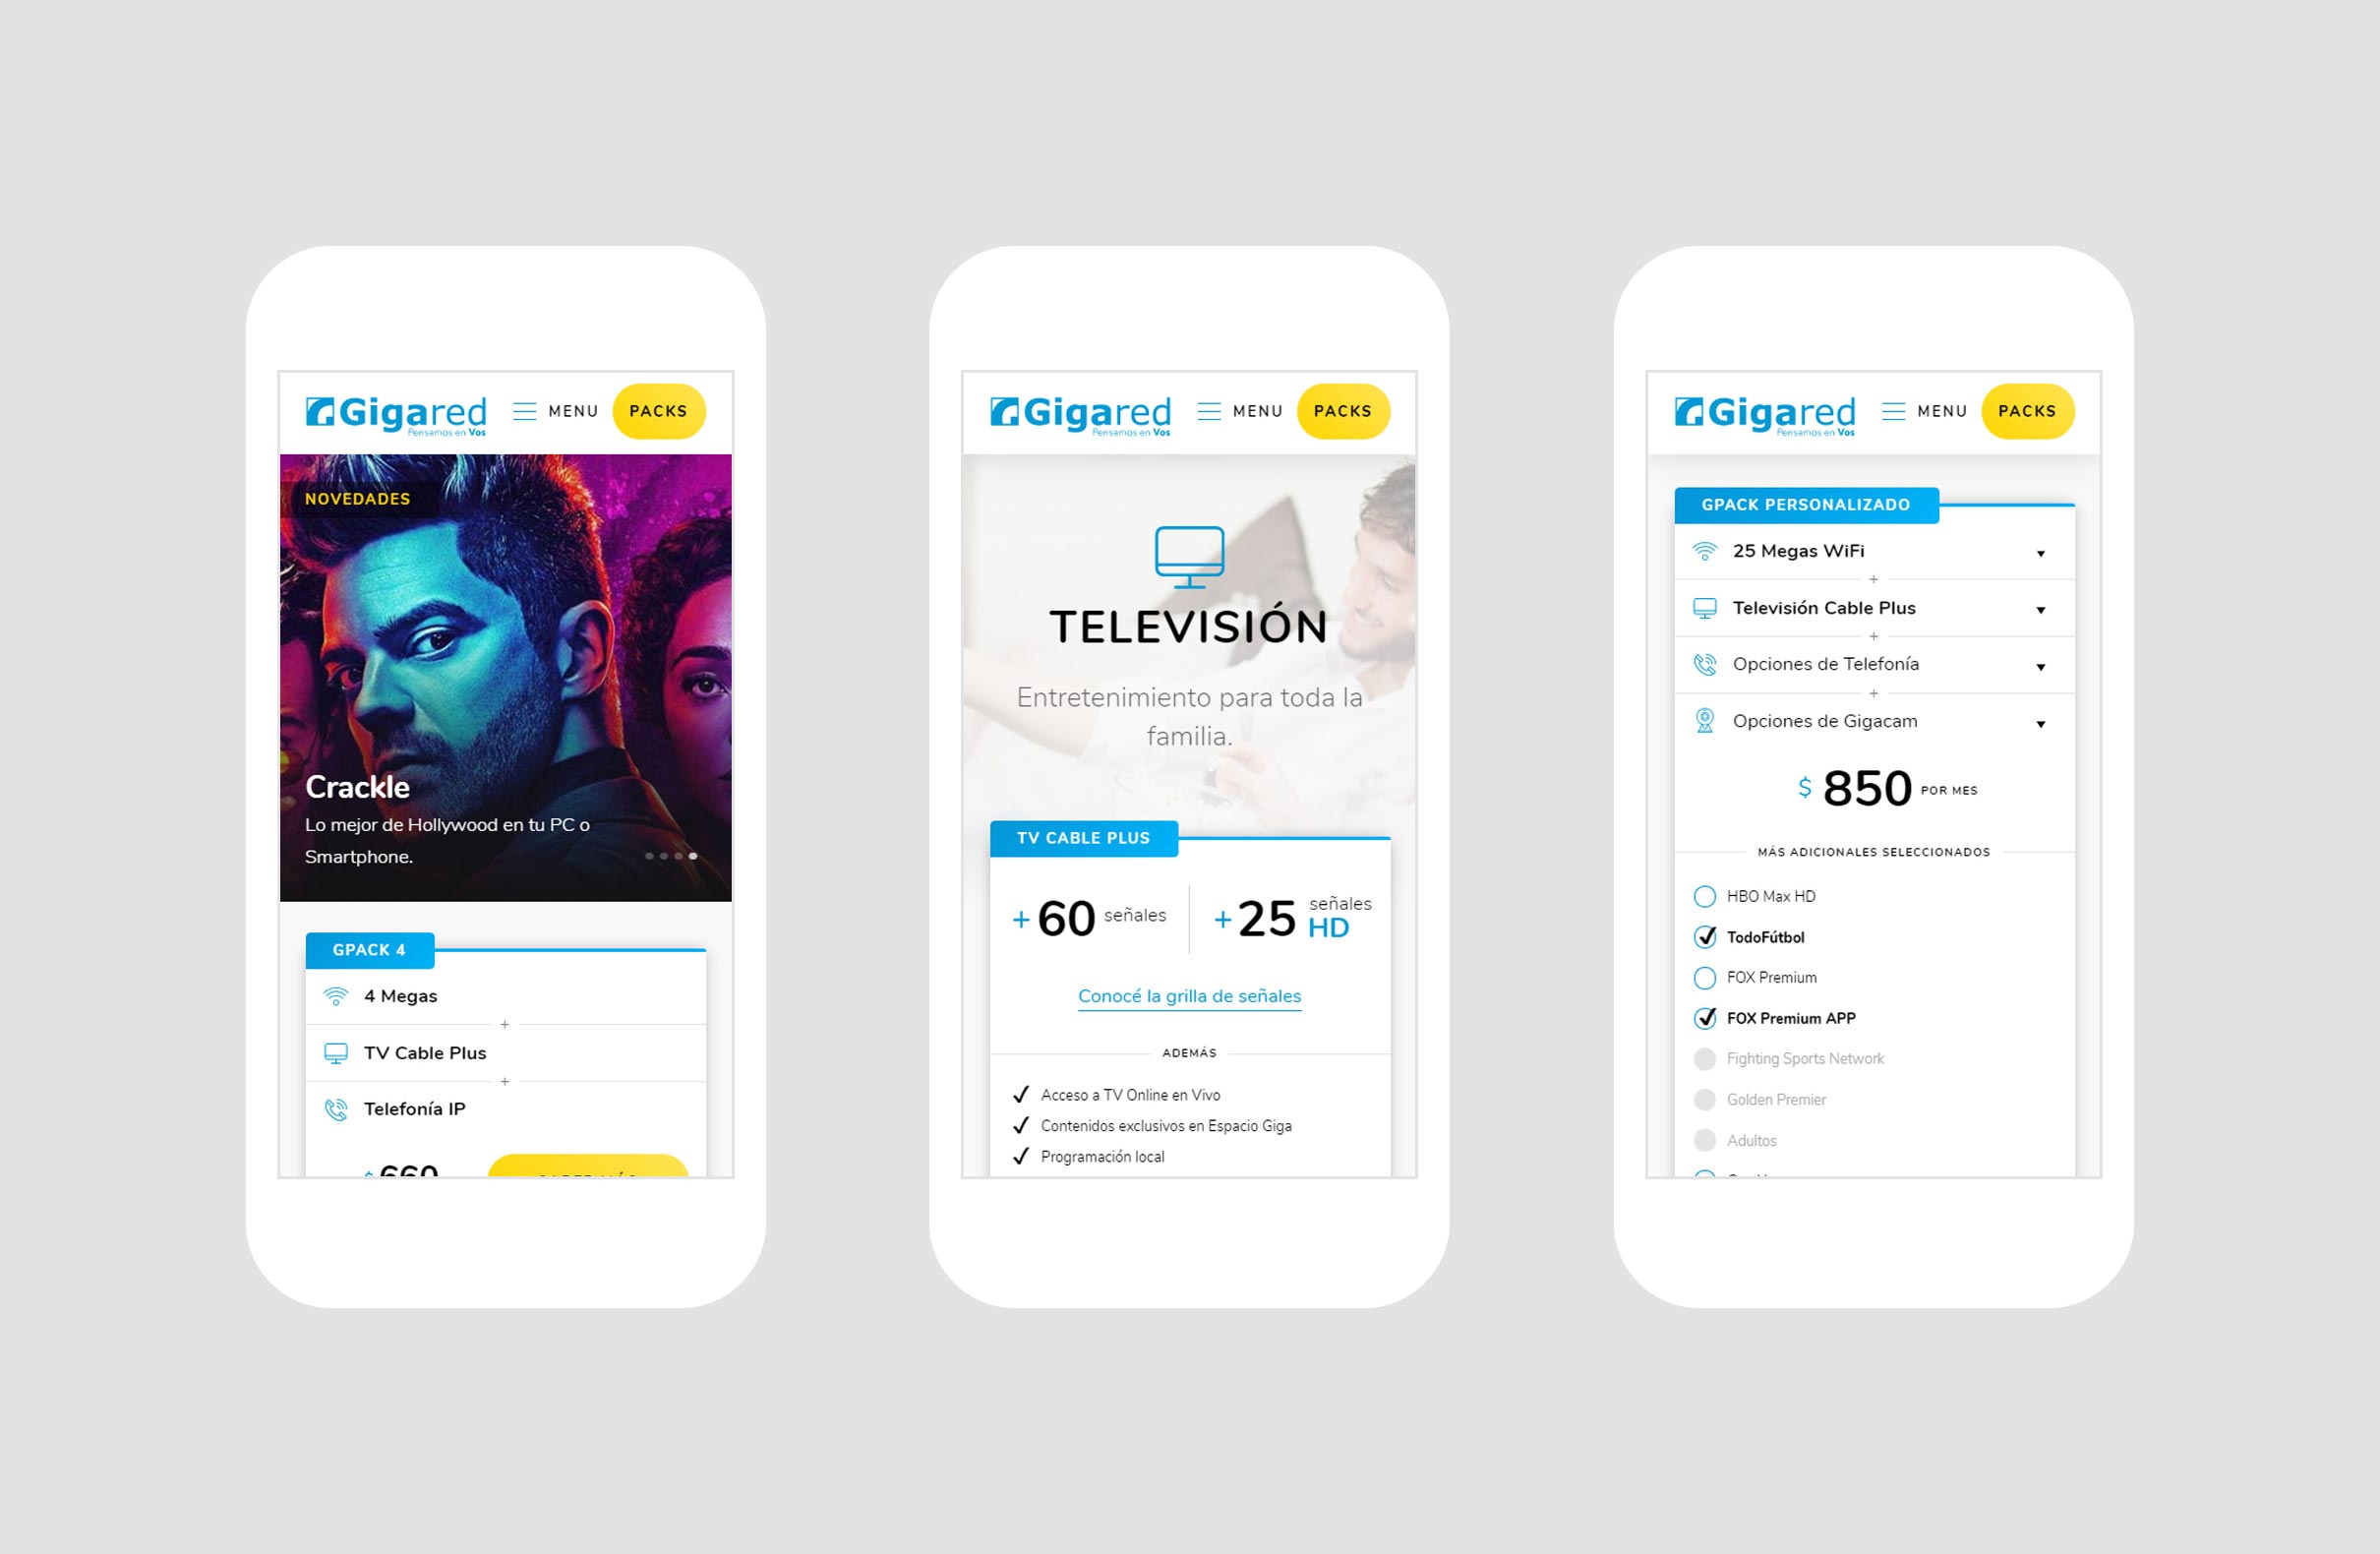 Gigared
Pensamos en Vos
MENU
PACKS
NOVEDADES
Crackle
Lo mejor de Hollywood en tu PC o
Smartphone.
GPACK 4
4 Megas
+
TV Cable Plus
+
Telefonía IP
$ 660
Gigared
Pensamos en Vos
MENU
PACKS
TELEVISIÓN
Entretenimiento para toda la
familia.
TV CABLE PLUS
+ 60 señales
+ 25 señales HD
Conocé la grilla de señales
ADEMÁS
Acceso a TV Online en Vivo
Contenidos exclusivos en Espacio Giga
Programación local
Gigared
Pensamos en Vos
MENU
PACKS
GPACK PERSONALIZADO
25 Megas WiFi
+
Televisión Cable Plus
+
Opciones de Telefonía
+
Opciones de Gigacam
$ 850 POR MES
MÁS ADICIONALES SELECCIONADOS
HBO Max HD
TodoFútbol
FOX Premium
FOX Premium APP
Fighting Sports Network
Golden Premier
Adultos